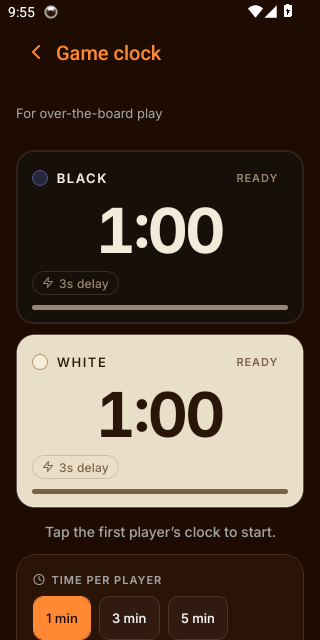 9:55
Game clock
For over-the-board play
BLACK
READY
1:00
3s delay
WHITE
READY
1:00
3s delay
Tap the first player’s clock to start.
TIME PER PLAYER
1 min
3 min
5 min